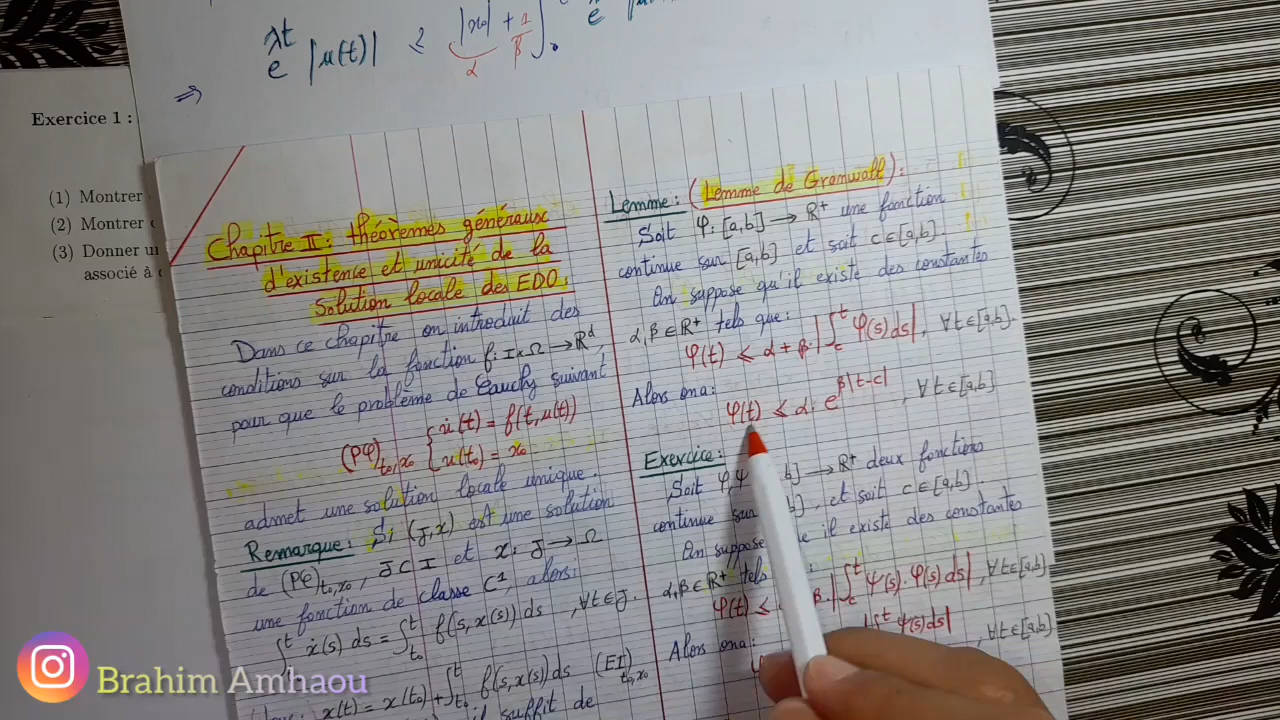 e^{λt} |u(t)| ≤ |x₀| + 1/β ∫₀ e
α
⇒
Exercice 1 :
(1) Montrer
(2) Montrer
(3) Donner un
associé à
Chapitre II: théorèmes généraux
d'existence et unicité de la
solution locale des EDO:
Dans ce chapitre on introduit des
conditions sur la fonction f: I×Ω → ℝᵈ,
pour que le problème de Cauchy suivant
(PC)_{t₀,x₀} { u̇(t) = f(t, u(t))
u(t₀) = x₀
admet une solution locale unique.
Remarque: Si (J,x) est une solution
de (PC)_{t₀,x₀}, J⊂I et x: J → Ω
une fonction de classe C¹, alors:
∫_{t₀}^t ẋ(s) ds = ∫_{t₀}^t f(s, x(s)) ds, ∀t∈J.
x(t) = x(t₀) + ∫_{t₀}^t f(s, x(s)) ds (EI)_{t₀,x₀}
il suffit de
Lemme: (Lemme de Gronwall):
Soit φ: [a,b] → ℝ⁺ une fonction
continue sur [a,b] et soit c∈[a,b].
On suppose qu'il existe des constantes
α, β ∈ ℝ⁺ tels que:
φ(t) ≤ α + β·|∫_c^t φ(s) ds|, ∀t∈[a,b].
Alors on a:
φ(t) ≤ α e^{β|t-c|}, ∀t∈[a,b]
Exercice:
Soit φ, ψ b] → ℝ⁺ deux fonctions
continue sur b], et soit c∈[a,b].
On suppose il existe des constantes
α, β ∈ ℝ⁺ tels :
φ(t) ≤ β·|∫_c^t ψ(s)·φ(s) ds|, ∀t∈[a,b]
Alors on a: |∫^t ψ(s) ds|, ∀t∈[a,b]
Brahim Amhaou